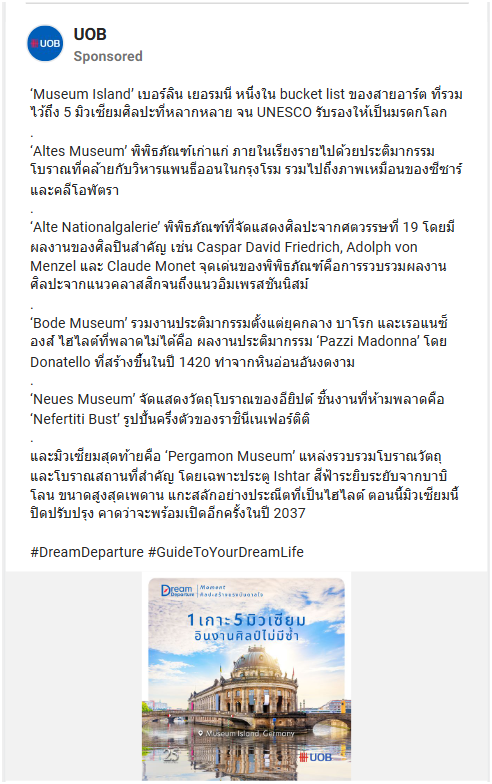 UOB
UOB
Sponsored
‘Museum Island’ เบอร์ลิน เยอรมนี หนึ่งใน bucket list ของสายอาร์ต ที่รวม
ไว้ถึง 5 มิวเซียมศิลปะที่หลากหลาย จน UNESCO รับรองให้เป็นมรดกโลก
.
‘Altes Museum’ พิพิธภัณฑ์เก่าแก่ ภายในเรียงรายไปด้วยประติมากรรม
โบราณที่คล้ายกับวิหารแพนธีออนในกรุงโรม รวมไปถึงภาพเหมือนของซีซาร์
และคลีโอพัตรา
.
‘Alte Nationalgalerie’ พิพิธภัณฑ์ที่จัดแสดงศิลปะจากศตวรรษที่ 19 โดยมี
ผลงานของศิลปินสำคัญ เช่น Caspar David Friedrich, Adolph von
Menzel และ Claude Monet จุดเด่นของพิพิธภัณฑ์คือการรวบรวมผลงาน
ศิลปะจากแนวคลาสสิกจนถึงแนวอิมเพรสชันนิสม์
.
‘Bode Museum’ รวมงานประติมากรรมตั้งแต่ยุคกลาง บาโรก และเรอแนซ็
องส์ ไฮไลต์ที่พลาดไม่ได้คือ ผลงานประติมากรรม ‘Pazzi Madonna’ โดย
Donatello ที่สร้างขึ้นในปี 1420 ทำจากหินอ่อนอันงดงาม
.
‘Neues Museum’ จัดแสดงวัตถุโบราณของอียิปต์ ชิ้นงานที่ห้ามพลาดคือ
‘Nefertiti Bust’ รูปปั้นครึ่งตัวของราชินีเนเฟอร์ติติ
.
และมิวเซียมสุดท้ายคือ ‘Pergamon Museum’ แหล่งรวบรวมโบราณวัตถุ
และโบราณสถานที่สำคัญ โดยเฉพาะประตู Ishtar สีฟ้าระยิบระยับจากบาบิ
โลน ขนาดสูงสุดเพดาน แกะสลักอย่างประณีตที่เป็นไฮไลต์ ตอนนี้มิวเซียมนี้
ปิดปรับปรุง คาดว่าจะพร้อมเปิดอีกครั้งในปี 2037
#DreamDeparture #GuideToYourDreamLife
Dream Departure
Moment
ศิลปะสร้างแรงบันดาลใจ
1 เกาะ 5 มิวเซียม
อินงานศิลป์ไม่มีซ้ำ
Museum Island, Germany
25
UOB